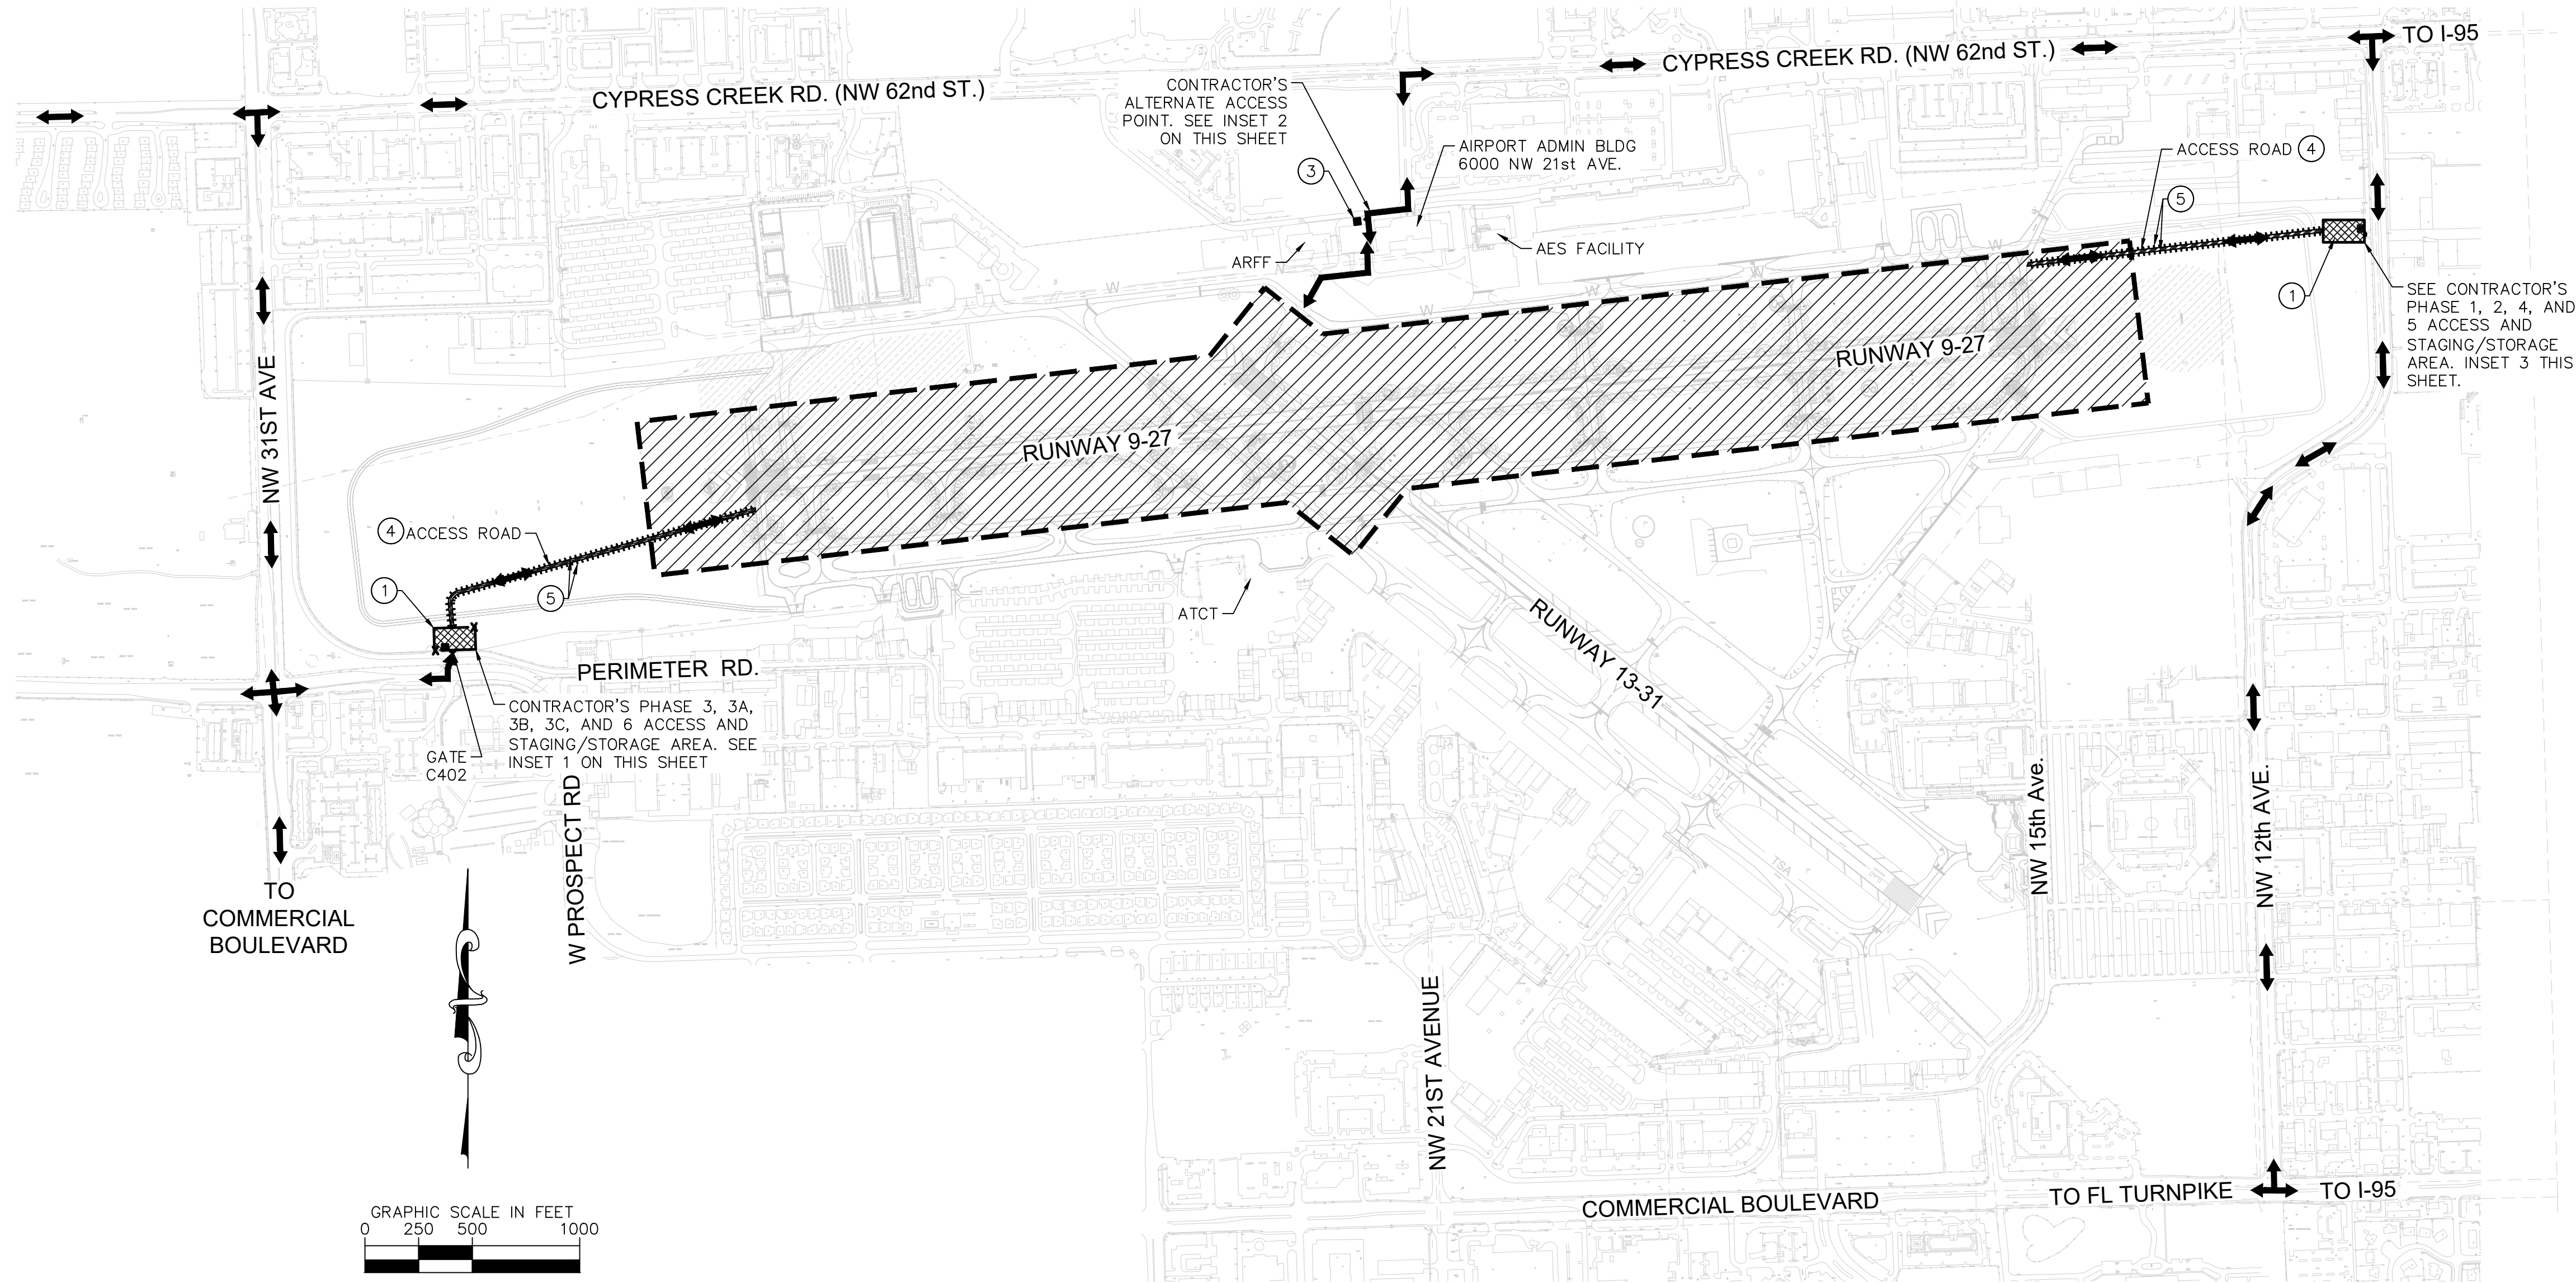 TO I-95
CYPRESS CREEK RD. (NW 62nd ST.)
CYPRESS CREEK RD. (NW 62nd ST.)
CONTRACTOR'S
ALTERNATE ACCESS
POINT. SEE INSET 2
ON THIS SHEET
3
AIRPORT ADMIN BLDG
6000 NW 21st AVE.
ACCESS ROAD 4
5
ARFF
AES FACILITY
W
W
W
W
W
1
SEE CONTRACTOR'S
PHASE 1, 2, 4, AND
5 ACCESS AND
STAGING/STORAGE
AREA. INSET 3 THIS
SHEET.
NW 31ST AVE
RUNWAY 9-27
RUNWAY 9-27
4 ACCESS ROAD
1
5
ATCT
RUNWAY 13-31
PERIMETER RD.
CONTRACTOR'S PHASE 3, 3A,
3B, 3C, AND 6 ACCESS AND
STAGING/STORAGE AREA. SEE
INSET 1 ON THIS SHEET
GATE
C402
W PROSPECT RD
TSA
NW 15th Ave.
NW 12th AVE.
TO
COMMERCIAL
BOULEVARD
NW 21ST AVENUE
COMMERCIAL BOULEVARD
TO FL TURNPIKE
TO I-95
GRAPHIC SCALE IN FEET
0 250 500 1000